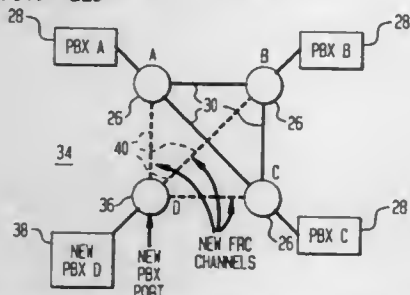 28
PBX A
A
B
PBX B
28
26
30
26
40
34
36
D
C
26
28
38
NEW
PBX D
NEW
PBX
PORT
NEW FRC
CHANNELS
PBX C